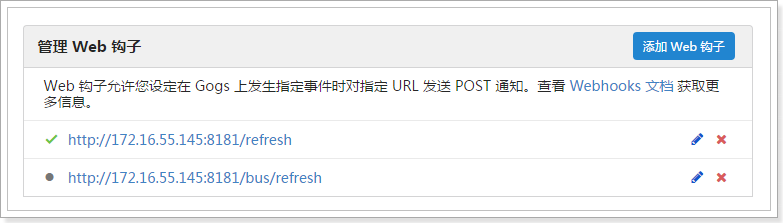 管理 Web 钩子
添加 Web 钩子
Web 钩子允许您设定在 Gogs 上发生指定事件时对指定 URL 发送 POST 通知。查看 Webhooks 文档 获取更
多信息。
http://172.16.55.145:8181/refresh
http://172.16.55.145:8181/bus/refresh